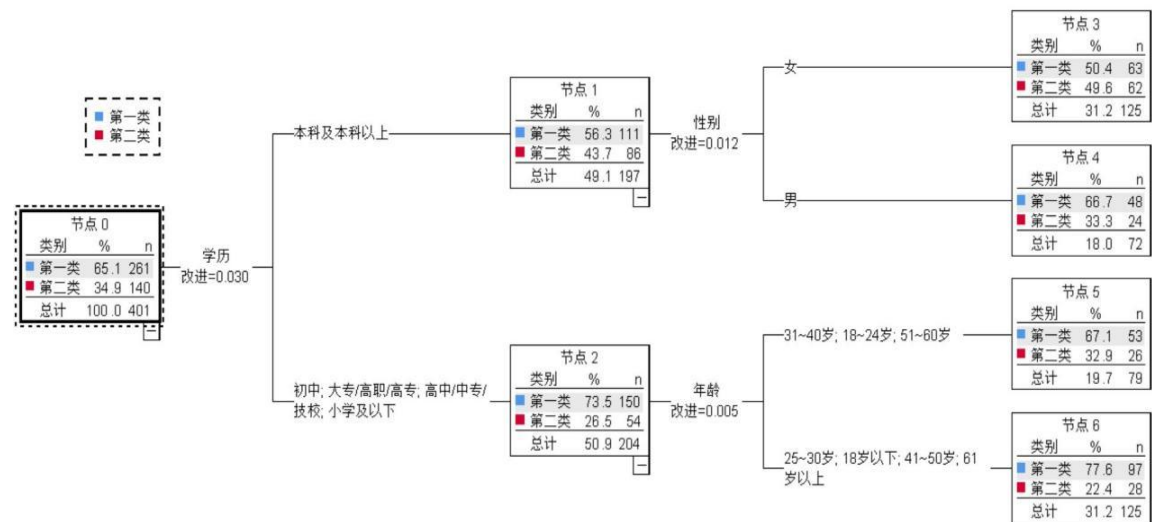 第一类
第二类
节点 0
类别 % n
第一类 65.1 261
第二类 34.9 140
总计 100.0 401
学历
改进=0.030
本科及本科以上
节点 1
类别 % n
第一类 56.3 111
第二类 43.7 86
总计 49.1 197
性别
改进=0.012
女
节点 3
类别 % n
第一类 50.4 63
第二类 49.6 62
总计 31.2 125
男
节点 4
类别 % n
第一类 66.7 48
第二类 33.3 24
总计 18.0 72
初中; 大专/高职/高专; 高中/中专/
技校; 小学及以下
节点 2
类别 % n
第一类 73.5 150
第二类 26.5 54
总计 50.9 204
年龄
改进=0.005
31~40岁; 18~24岁; 51~60岁
节点 5
类别 % n
第一类 67.1 53
第二类 32.9 26
总计 19.7 79
25~30岁; 18岁以下; 41~50岁; 61
岁以上
节点 6
类别 % n
第一类 77.6 97
第二类 22.4 28
总计 31.2 125